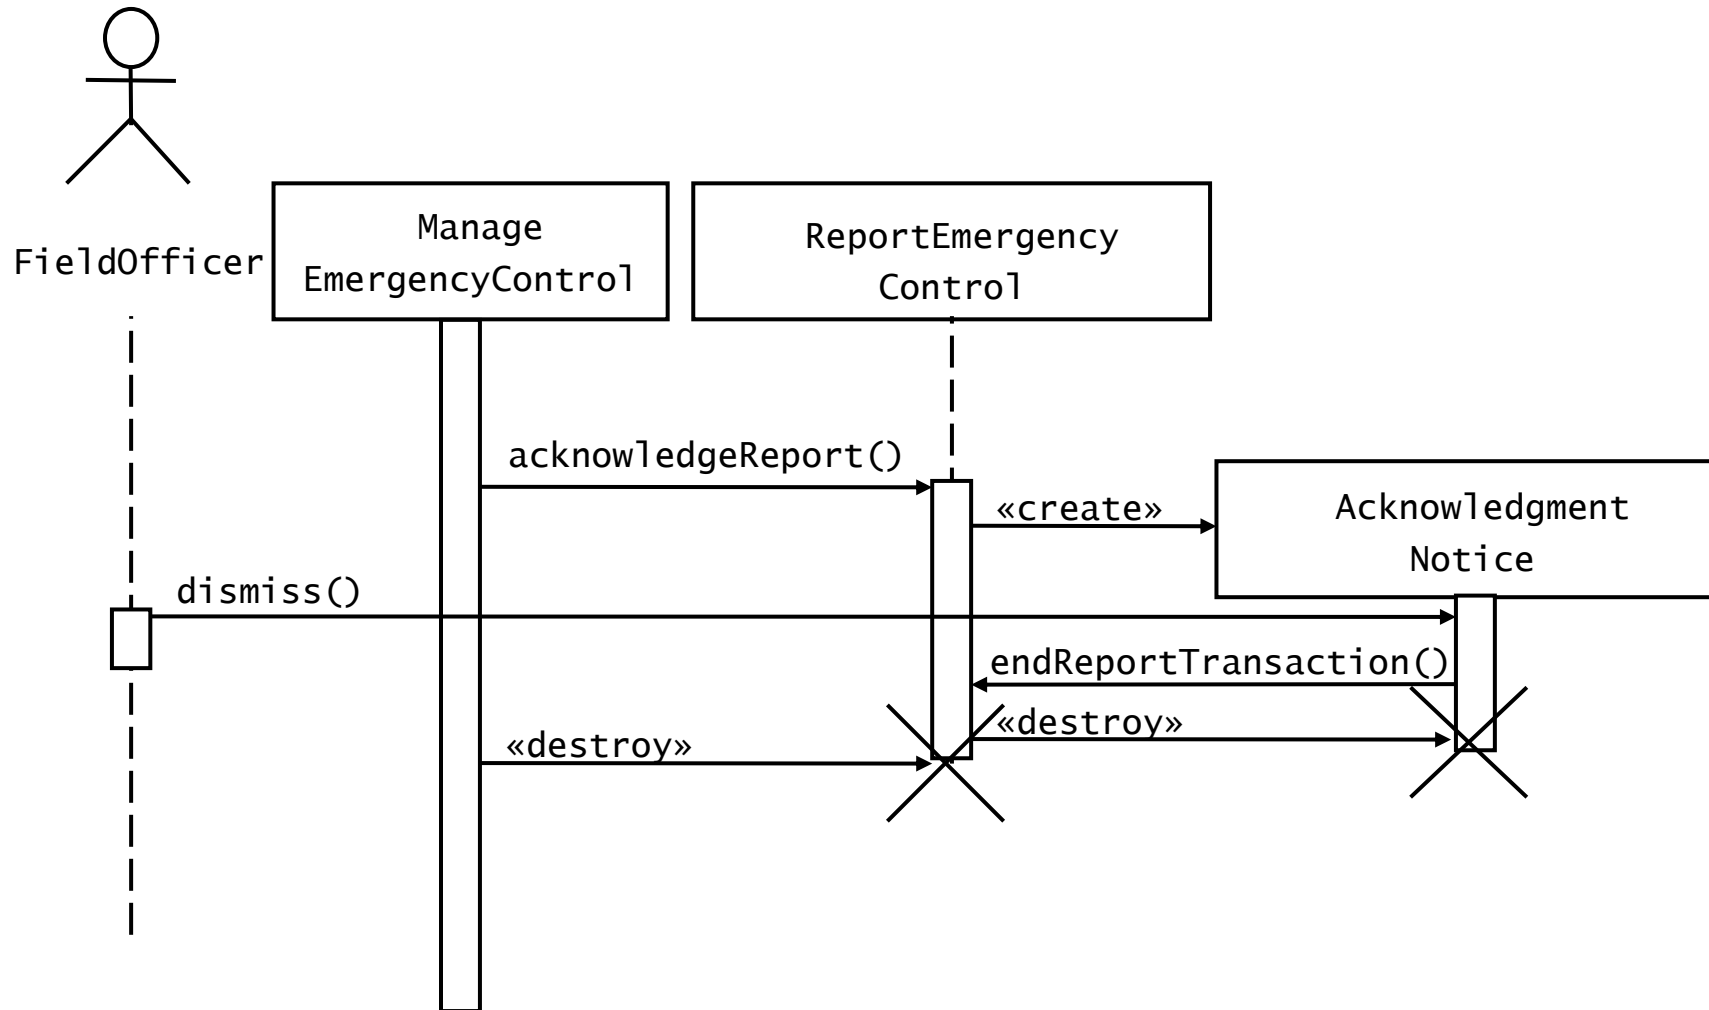 FieldOfficer
Manage
EmergencyControl
ReportEmergency
Control
acknowledgeReport()
«create»
Acknowledgment
Notice
dismiss()
endReportTransaction()
«destroy»
«destroy»